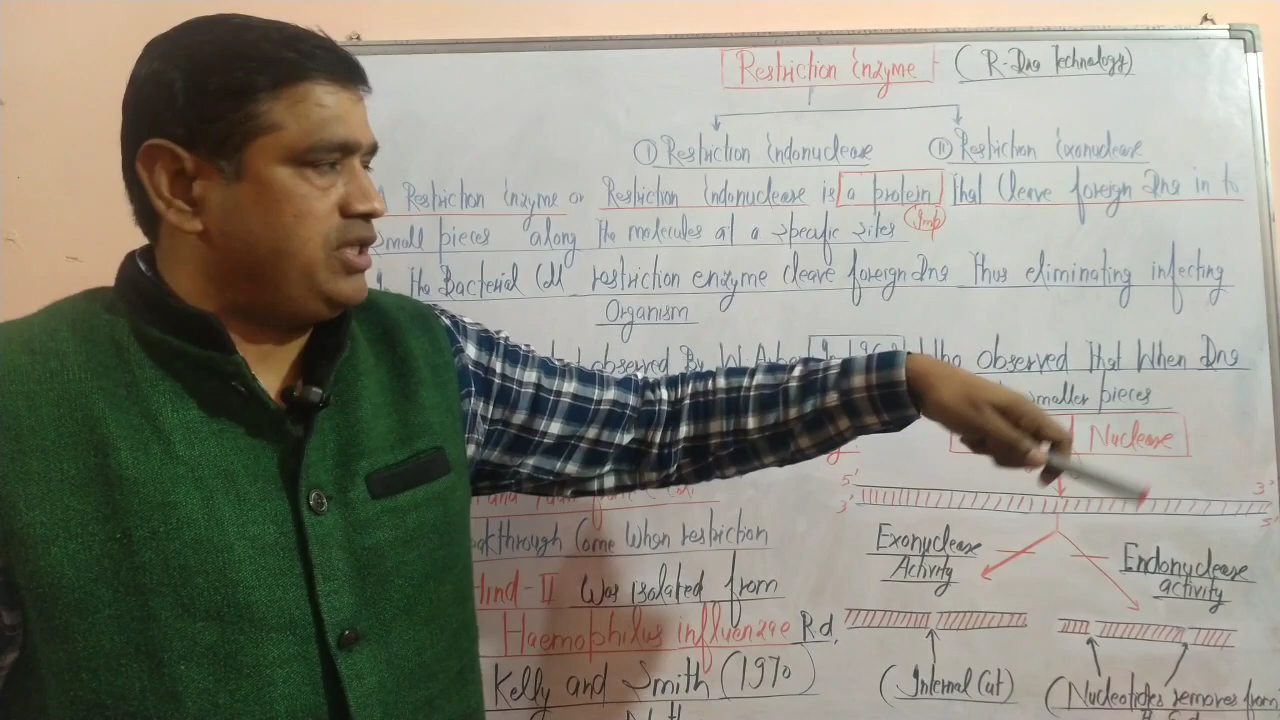 Restriction Enzyme (R-Dna Technology)
① Restriction Endonuclease ② Restriction Exonuclease
Restriction Enzyme or Restriction Endonuclease is a protein that cleave foreign Dna in to
small pieces along the molecules at a specific sites Imp
the Bacterial Cell restriction enzyme cleave foreign Dna thus eliminating infecting
Organism
observed By W. Who observed that When Dna
smaller pieces
Nuclease
5' 3'
3' 5'
and from
Come When restriction
Hind-II Was isolated from
Haemophilus influenzae Rd.
Kelly and Smith (1970)
Exonuclease
Activity
Endonuclease
activity
(Internal Cut)
(Nucleotides removes from